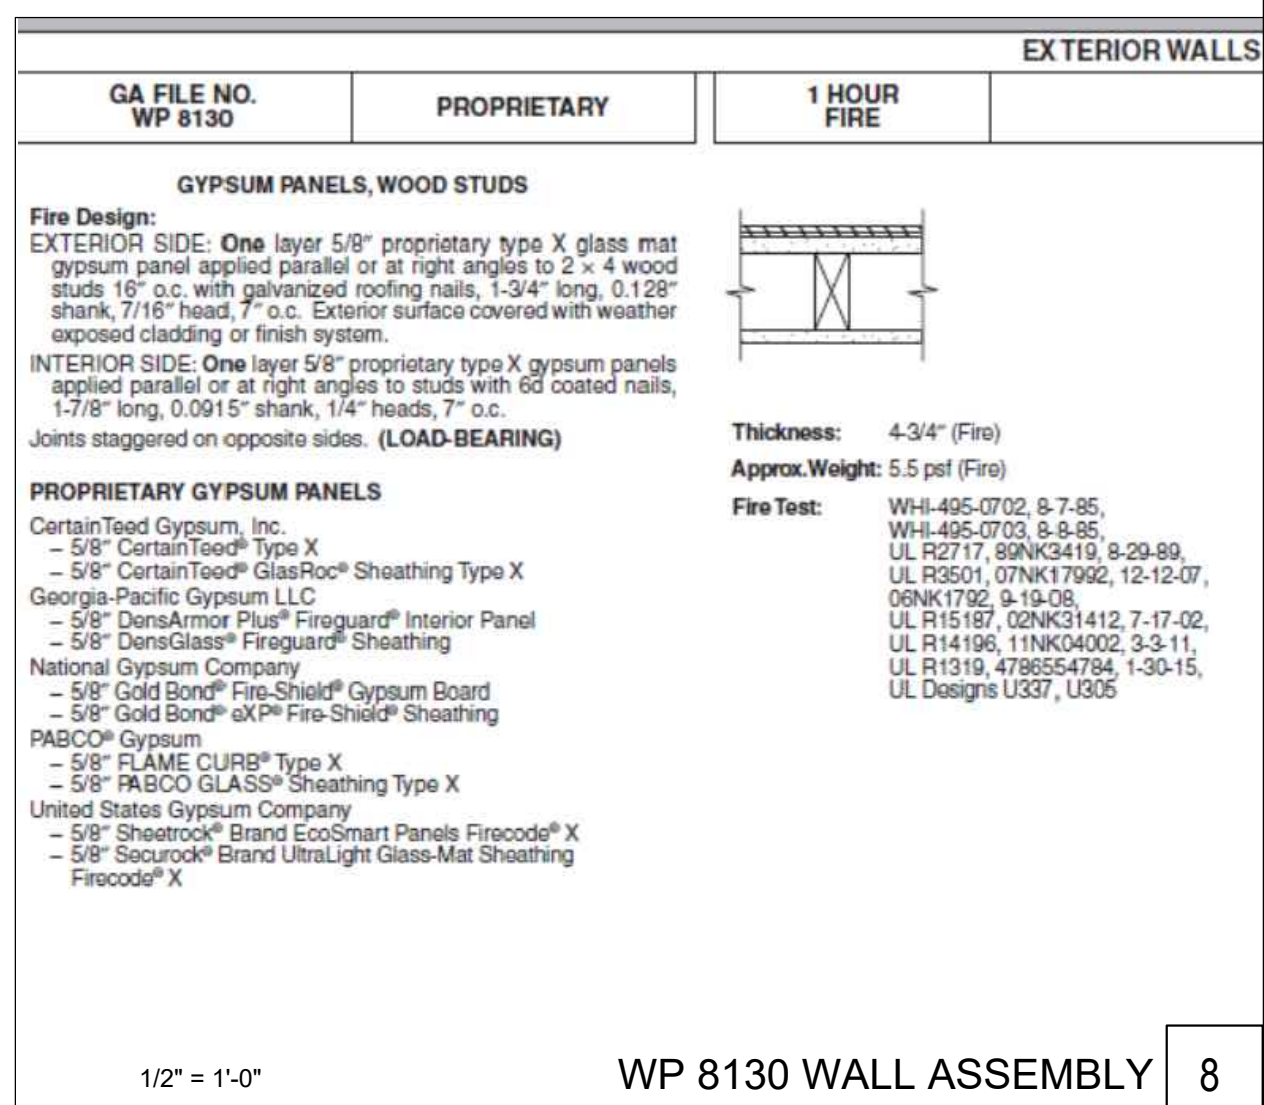 EXTERIOR WALLS
GA FILE NO.
WP 8130
PROPRIETARY
1 HOUR
FIRE
GYPSUM PANELS, WOOD STUDS
Fire Design:
EXTERIOR SIDE: One layer 5/8″ proprietary type X glass mat
gypsum panel applied parallel or at right angles to 2 × 4 wood
studs 16″ o.c. with galvanized roofing nails, 1-3/4″ long, 0.128″
shank, 7/16″ head, 7″ o.c. Exterior surface covered with weather
exposed cladding or finish system.
INTERIOR SIDE: One layer 5/8″ proprietary type X gypsum panels
applied parallel or at right angles to studs with 6d coated nails,
1-7/8″ long, 0.0915″ shank, 1/4″ heads, 7″ o.c.
Joints staggered on opposite sides. (LOAD-BEARING)
PROPRIETARY GYPSUM PANELS
CertainTeed Gypsum, Inc.
– 5/8″ CertainTeed® Type X
– 5/8″ CertainTeed® GlasRoc® Sheathing Type X
Georgia-Pacific Gypsum LLC
– 5/8″ DensArmor Plus® Fireguard® Interior Panel
– 5/8″ DensGlass® Fireguard® Sheathing
National Gypsum Company
– 5/8″ Gold Bond® Fire-Shield® Gypsum Board
– 5/8″ Gold Bond® eXP® Fire-Shield® Sheathing
PABCO® Gypsum
– 5/8″ FLAME CURB® Type X
– 5/8″ PABCO GLASS® Sheathing Type X
United States Gypsum Company
– 5/8″ Sheetrock® Brand EcoSmart Panels Firecode® X
– 5/8″ Securock® Brand UltraLight Glass-Mat Sheathing
Firecode® X
Thickness: 4-3/4″ (Fire)
Approx.Weight: 5.5 psf (Fire)
Fire Test: WHI-495-0702, 8-7-85,
WHI-495-0703, 8-8-85,
UL R2717, 89NK3419, 8-29-89,
UL R3501, 07NK17992, 12-12-07,
06NK1792, 9-19-08,
UL R15187, 02NK31412, 7-17-02,
UL R14196, 11NK04002, 3-3-11,
UL R1319, 4786554784, 1-30-15,
UL Designs U337, U305
1/2" = 1'-0"
WP 8130 WALL ASSEMBLY
8